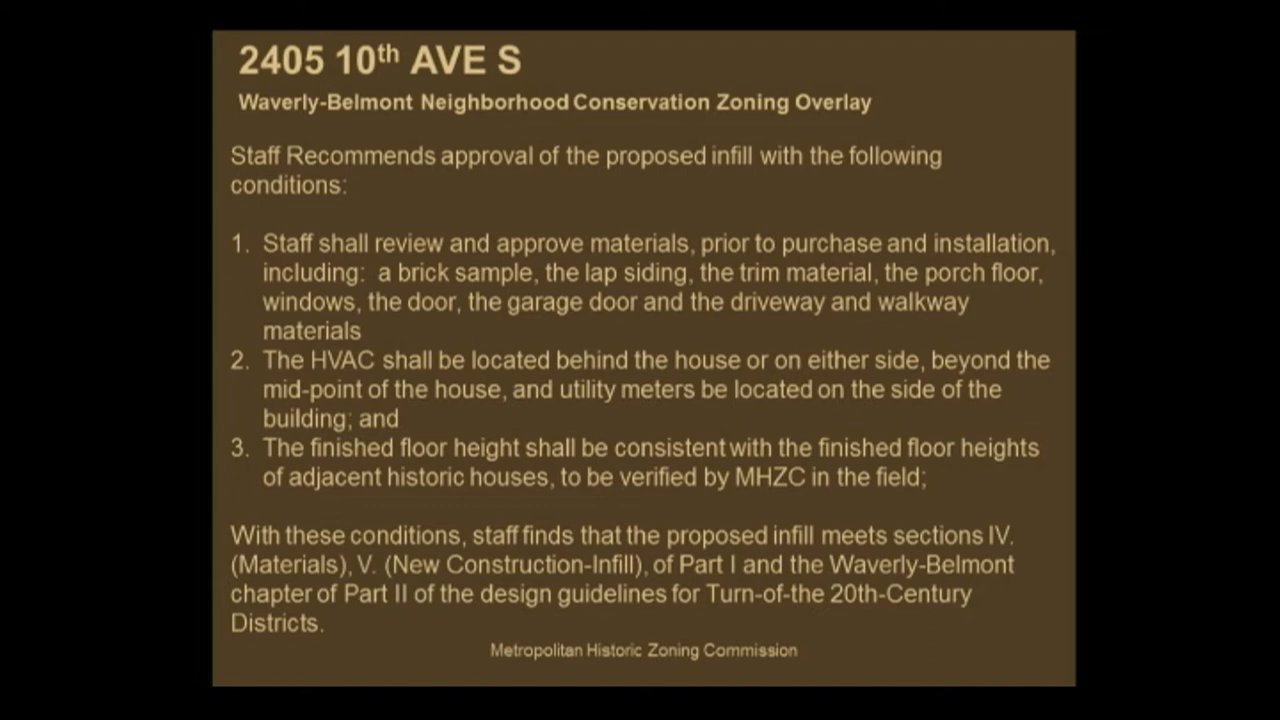 2405 10th AVE S
Waverly-Belmont Neighborhood Conservation Zoning Overlay
Staff Recommends approval of the proposed infill with the following
conditions:
1. Staff shall review and approve materials, prior to purchase and installation,
including: a brick sample, the lap siding, the trim material, the porch floor,
windows, the door, the garage door and the driveway and walkway
materials
2. The HVAC shall be located behind the house or on either side, beyond the
mid-point of the house, and utility meters be located on the side of the
building; and
3. The finished floor height shall be consistent with the finished floor heights
of adjacent historic houses, to be verified by MHZC in the field;
With these conditions, staff finds that the proposed infill meets sections IV.
(Materials), V. (New Construction-Infill), of Part I and the Waverly-Belmont
chapter of Part II of the design guidelines for Turn-of-the 20th-Century
Districts.
Metropolitan Historic Zoning Commission